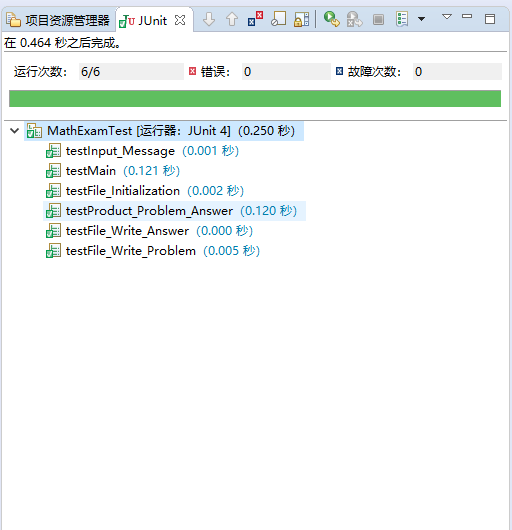 项目资源管理器 JUnit
在 0.464 秒之后完成。
运行次数： 6/6 错误： 0 故障次数： 0
MathExamTest [运行器：JUnit 4] (0.250 秒)
testInput_Message (0.001 秒)
testMain (0.121 秒)
testFile_Initialization (0.002 秒)
testProduct_Problem_Answer (0.120 秒)
testFile_Write_Answer (0.000 秒)
testFile_Write_Problem (0.005 秒)